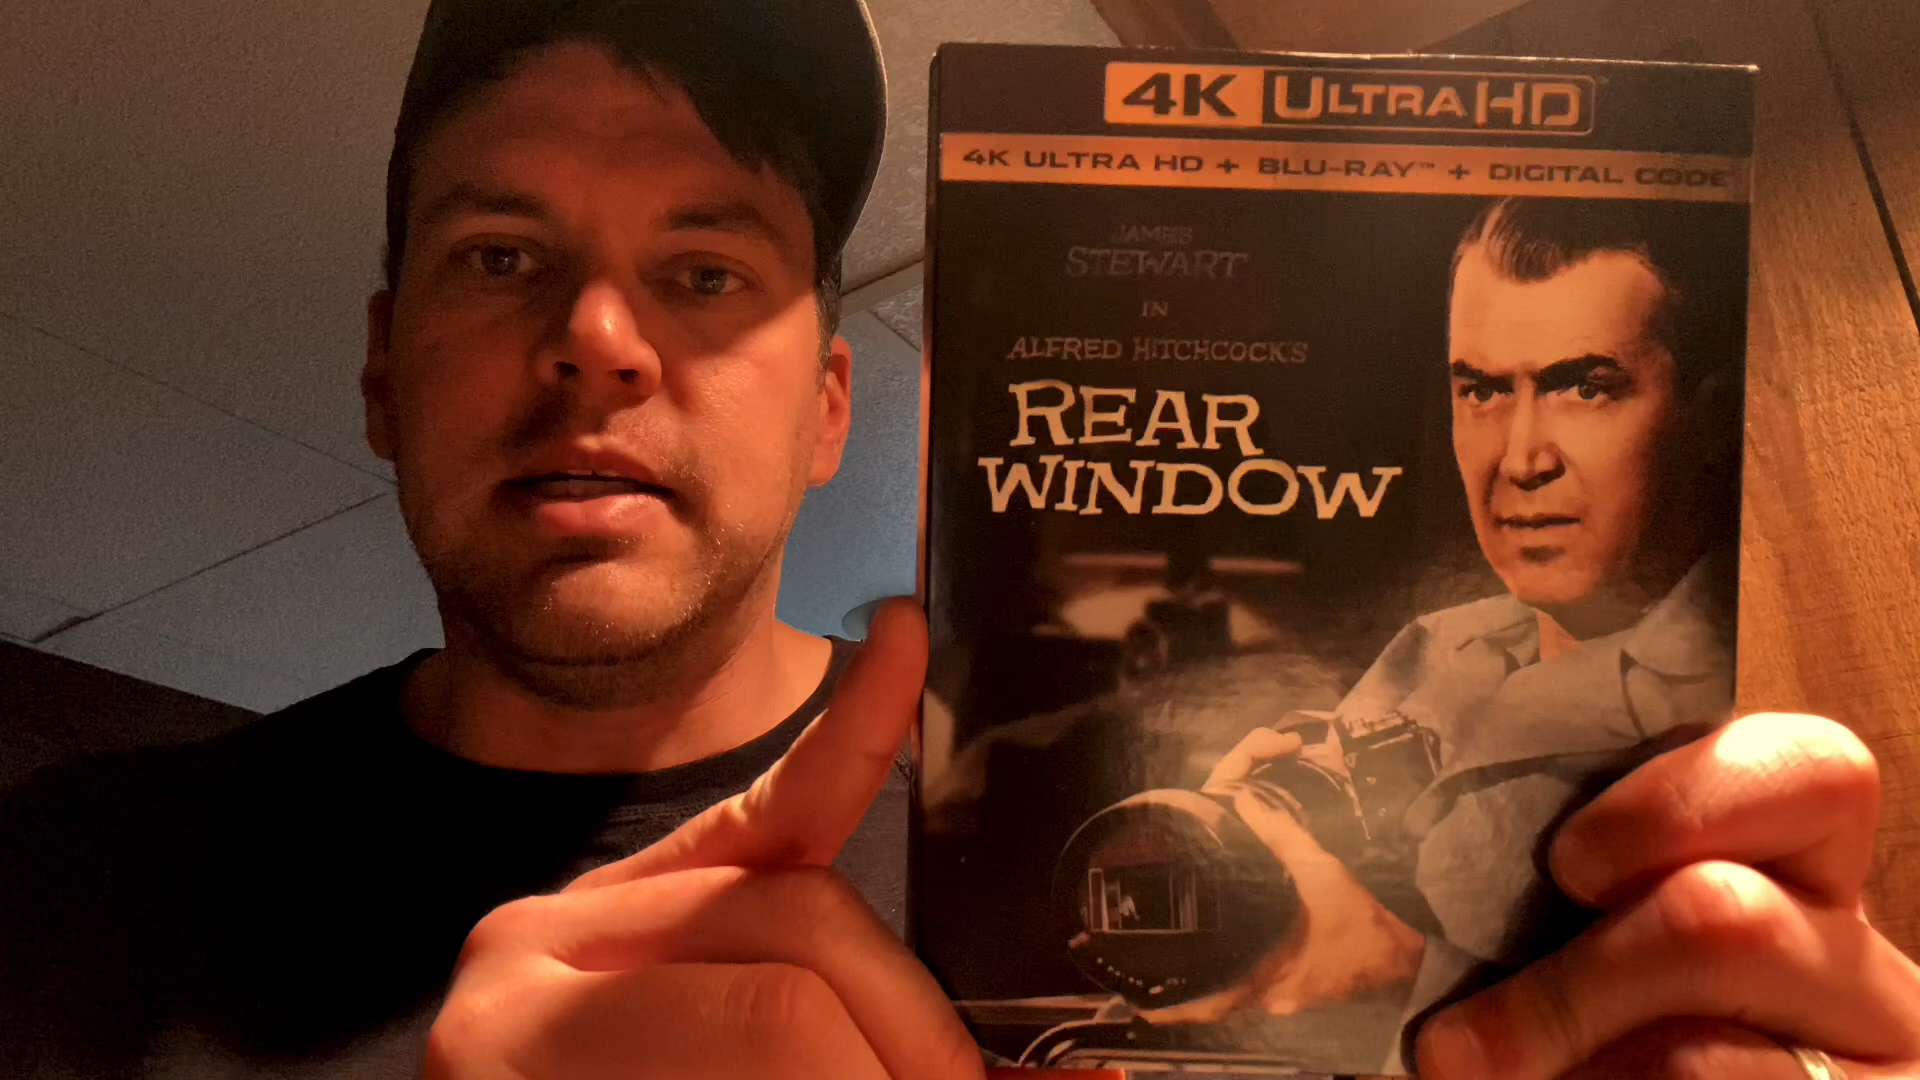 4K ULTRA HD
4K ULTRA HD + BLU-RAY™ + DIGITAL CODE
JAMES
STEWART
IN
ALFRED HITCHCOCK'S
REAR
WINDOW